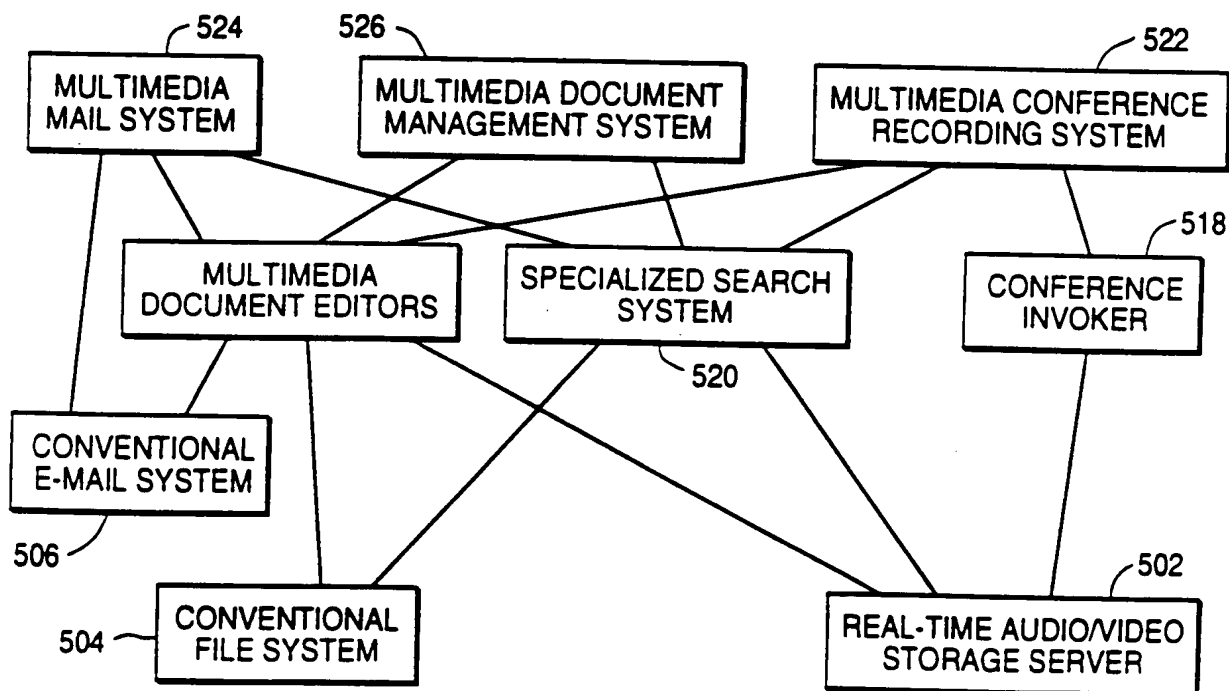 524
526
522
MULTIMEDIA
MAIL SYSTEM
MULTIMEDIA DOCUMENT
MANAGEMENT SYSTEM
MULTIMEDIA CONFERENCE
RECORDING SYSTEM
518
MULTIMEDIA
DOCUMENT EDITORS
SPECIALIZED SEARCH
SYSTEM
CONFERENCE
INVOKER
520
CONVENTIONAL
E-MAIL SYSTEM
506
502
504
CONVENTIONAL
FILE SYSTEM
REAL-TIME AUDIO/VIDEO
STORAGE SERVER